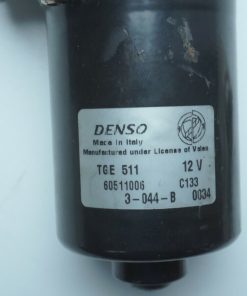 DENSO
Made in Italy
Manufactured under License of Valeo
TGE 511 12 V
60511006 C133
3-044-B 0034